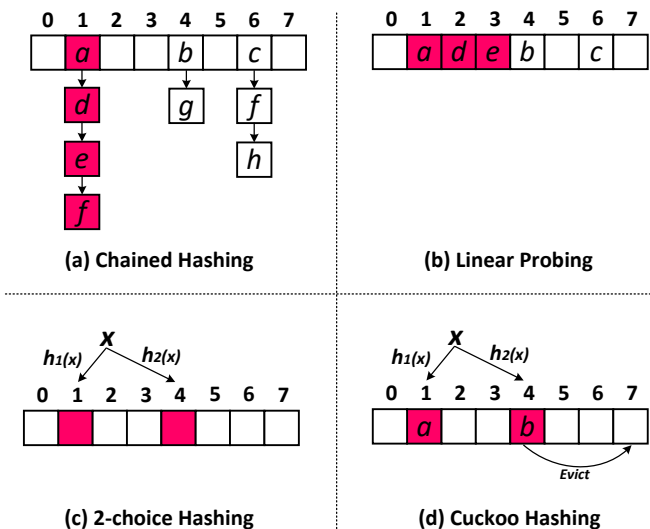 0 1 2 3 4 5 6 7
a b c
d g f
e h
f
(a) Chained Hashing
0 1 2 3 4 5 6 7
a d e b c
(b) Linear Probing
x
h1(x) h2(x)
0 1 2 3 4 5 6 7
(c) 2-choice Hashing
x
h1(x) h2(x)
0 1 2 3 4 5 6 7
a b
Evict
(d) Cuckoo Hashing